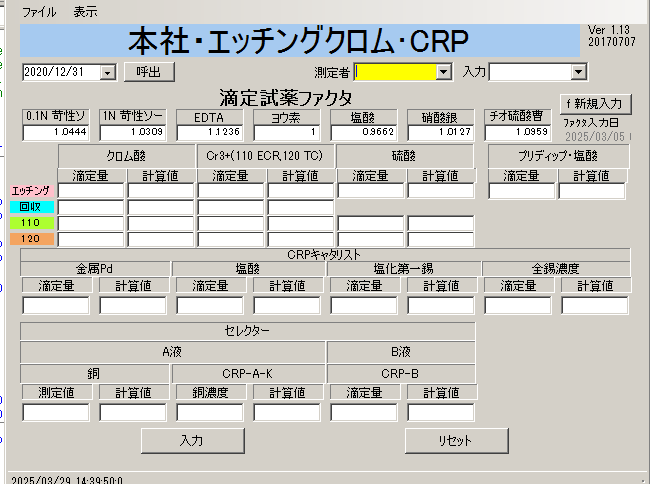 ファイル 表示
本社・エッチングクロム・CRP
Ver 1.13
20170707
2020/12/31 呼出 測定者 入力
滴定試薬ファクタ
0.1N 苛性ソ 1N 苛性ソー EDTA ヨウ素 塩酸 硝酸銀 チオ硫酸曹 f 新規入力
1.0444 1.0309 1.1236 1 0.9662 1.0127 1.0959 ファクタ入力日
2025/03/05
クロム酸 Cr3+(110 ECR,120 TC) 硫酸 プリディップ・塩酸
滴定量 計算値 滴定量 計算値 滴定量 計算値 滴定量 計算値
エッチング
回収
110
120
CRPキャタリスト
金属Pd 塩酸 塩化第一錫 全錫濃度
滴定量 計算値 滴定量 計算値 滴定量 計算値 滴定量 計算値
セレクター
A液 B液
銅 CRP-A-K CRP-B
測定値 計算値 銅濃度 計算値 滴定量 計算値
入力 リセット
2025/03/29 14:39:50:0